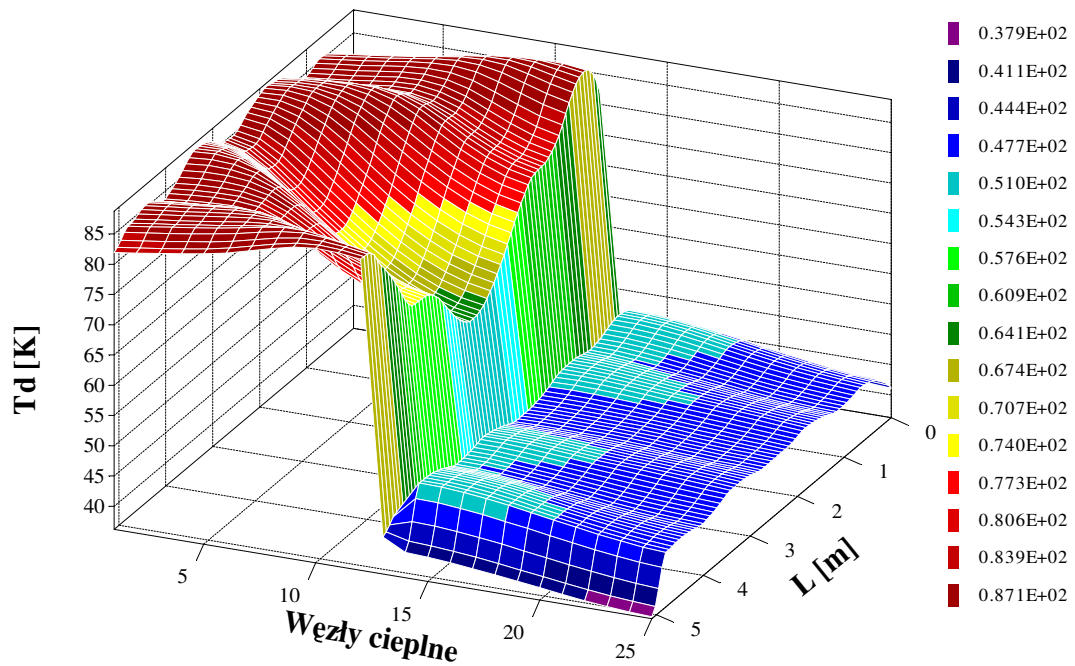 Td [K]
85
80
75
70
65
60
55
50
45
40
5
10
15
20
25
Węzły cieplne
0
1
2
3
4
5
L [m]
0.379E+02
0.411E+02
0.444E+02
0.477E+02
0.510E+02
0.543E+02
0.576E+02
0.609E+02
0.641E+02
0.674E+02
0.707E+02
0.740E+02
0.773E+02
0.806E+02
0.839E+02
0.871E+02